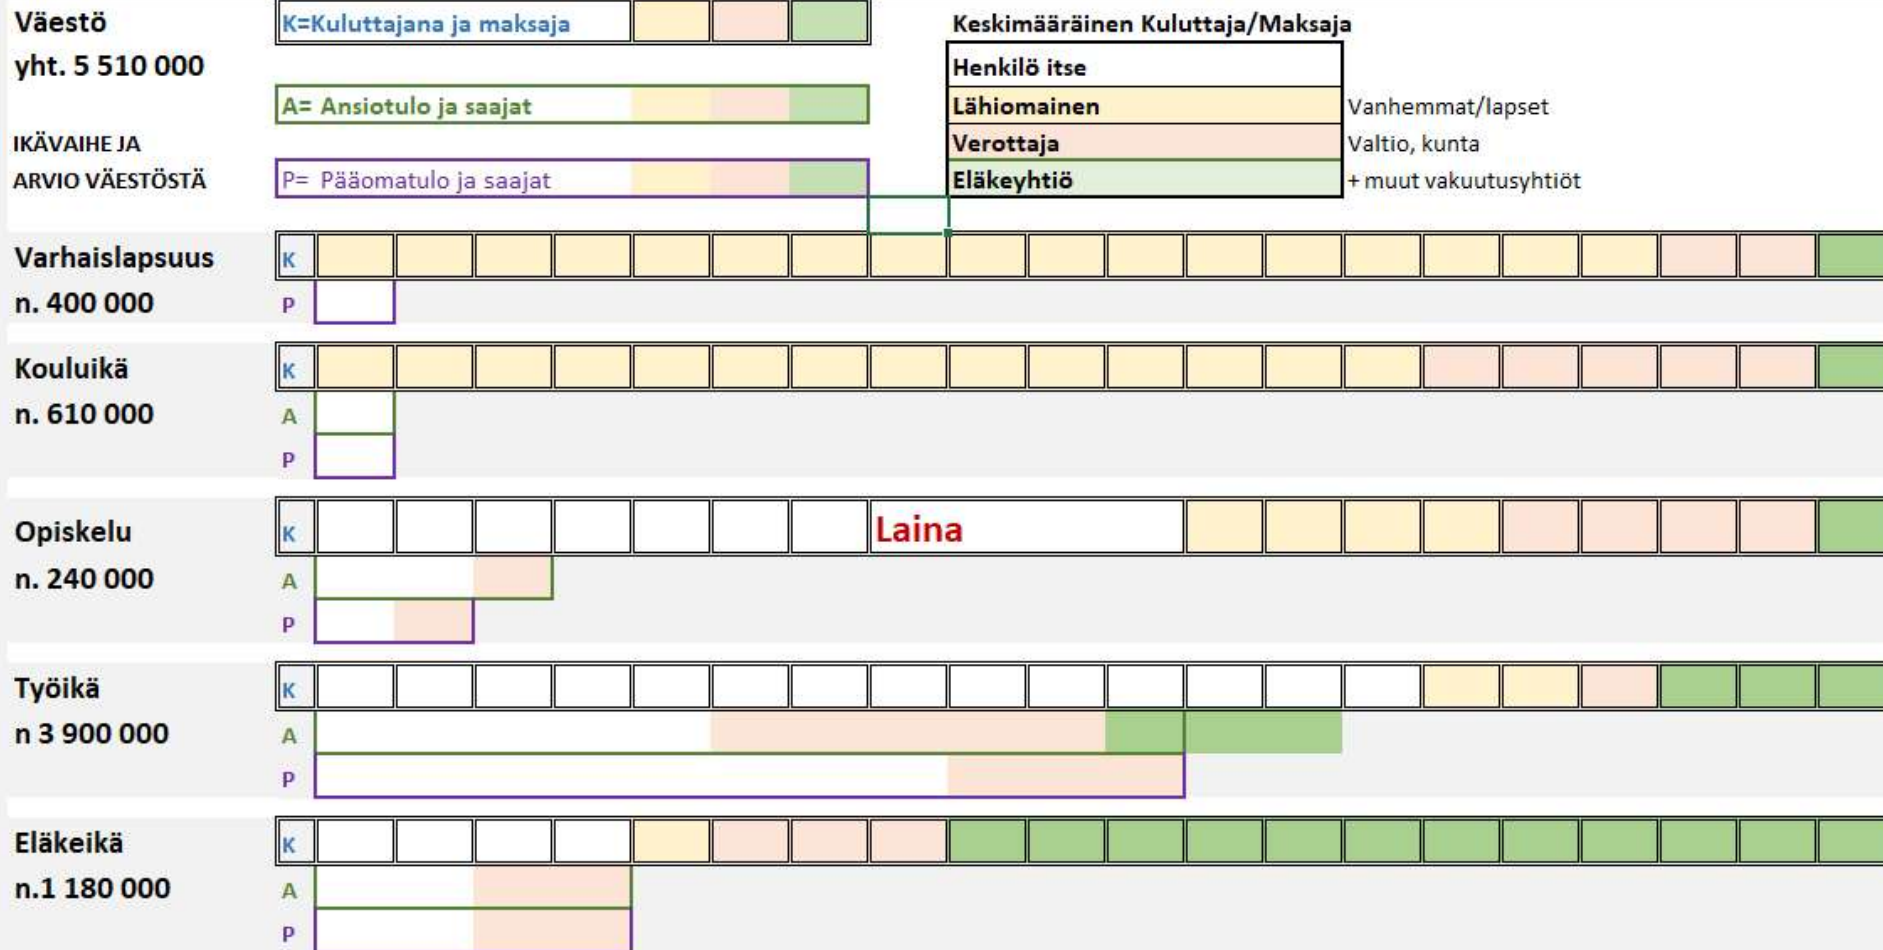 Väestö
yht. 5 510 000
IKÄVAIHE JA
ARVIO VÄESTÖSTÄ
K=Kuluttajana ja maksaja
A= Ansiotulo ja saajat
P= Pääomatulo ja saajat
Keskimääräinen Kuluttaja/Maksaja
Henkilö itse
Lähiomainen Vanhemmat/lapset
Verottaja Valtio, kunta
Eläkeyhtiö + muut vakuutusyhtiöt
Varhaislapsuus K
n. 400 000 P
Kouluikä K
n. 610 000 A
P
Opiskelu K Laina
n. 240 000 A
P
Työikä K
n 3 900 000 A
P
Eläkeikä K
n.1 180 000 A
P